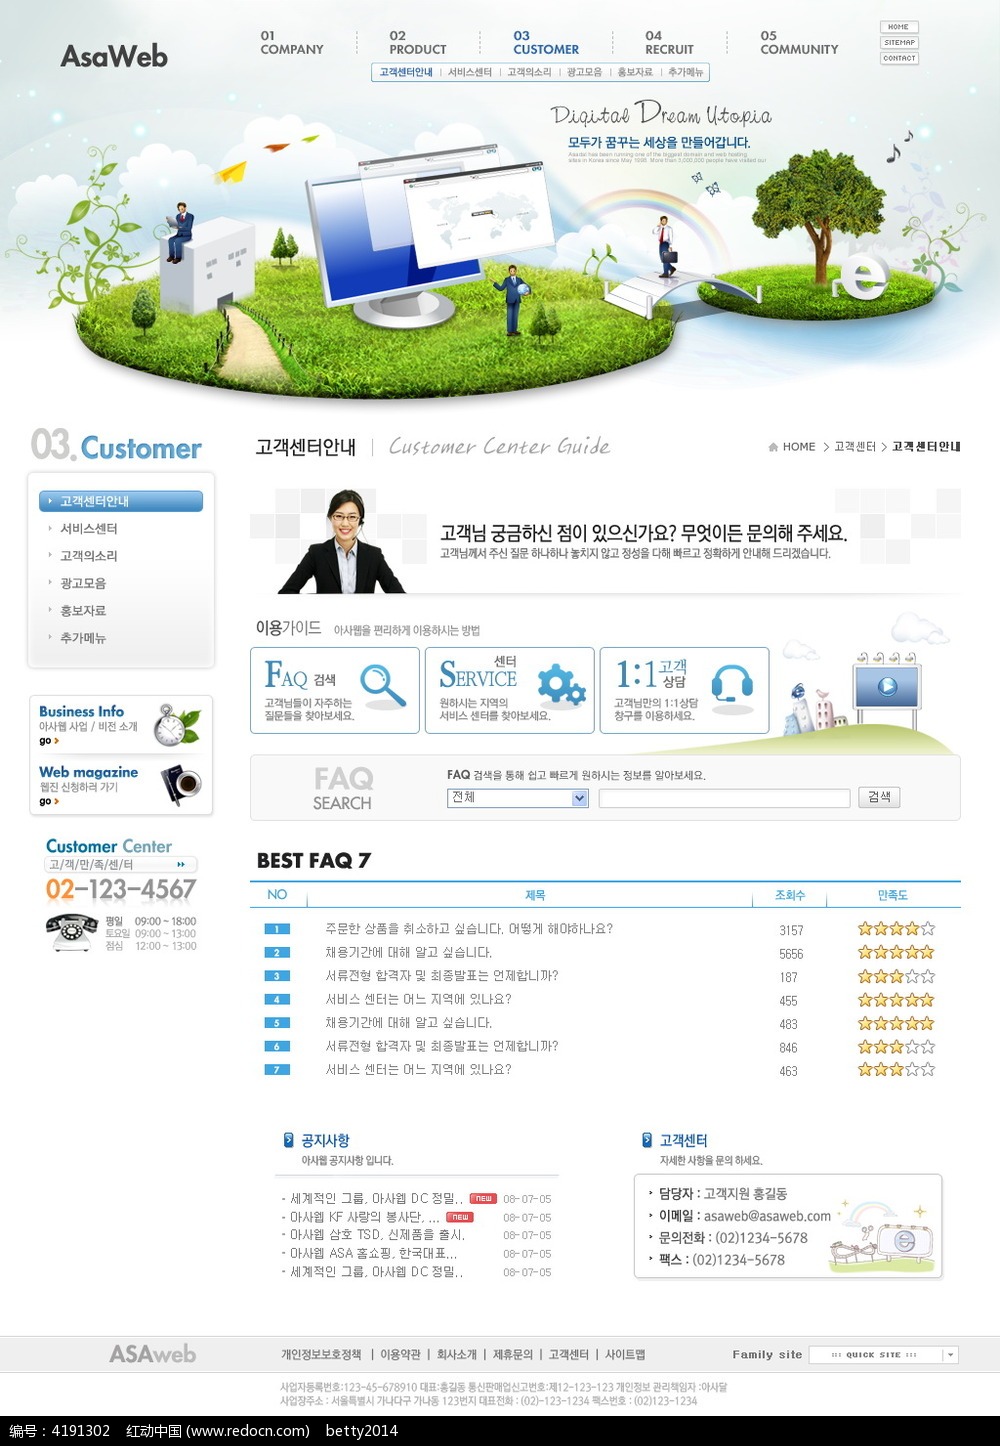 AsaWeb
01 COMPANY
02 PRODUCT
03 CUSTOMER
04 RECRUIT
05 COMMUNITY
HOME
SITEMAP
CONTACT
고객센터안내 | 서비스센터 | 고객의소리 | 광고모음 | 홍보자료 | 추가메뉴
Digital Dream Utopia
모두가 꿈꾸는 세상을 만들어갑니다.
03. Customer
고객센터안내
서비스센터
고객의소리
광고모음
홍보자료
추가메뉴
Business Info
아사웹 사업 / 비전 소개
go
Web magazine
웹진 신청하러 가기
go
Customer Center
고/객/만/족/센/터
02-123-4567
평일 09:00 ~ 18:00
토요일 09:00 ~ 13:00
점심 12:00 ~ 13:00
고객센터안내 | Customer Center Guide
HOME > 고객센터 > 고객센터안내
고객님 궁금하신 점이 있으신가요? 무엇이든 문의해 주세요.
고객님께서 주신 질문 하나하나 놓치지 않고 정성을 다해 빠르고 정확하게 안내해 드리겠습니다.
이용가이드 아사웹을 편리하게 이용하시는 방법
FAQ 검색
고객님들이 자주하는
질문들을 찾아보세요.
SERVICE 센터
원하시는 지역의
서비스 센터를 찾아보세요.
1:1 고객 상담
고객님만의 1:1상담
창구를 이용하세요.
FAQ SEARCH
FAQ 검색을 통해 쉽고 빠르게 원하시는 정보를 알아보세요.
전체
검색
BEST FAQ 7
NO 제목 조회수 만족도
1 주문한 상품을 취소하고 싶습니다. 어떻게 해야하나요? 3157
2 채용기간에 대해 알고 싶습니다. 5656
3 서류전형 합격자 및 최종발표는 언제합니까? 187
4 서비스 센터는 어느 지역에 있나요? 455
5 채용기간에 대해 알고 싶습니다. 483
6 서류전형 합격자 및 최종발표는 언제합니까? 846
7 서비스 센터는 어느 지역에 있나요? 463
공지사항
아사웹 공지사항 입니다.
- 세계적인 그룹, 아사웹 DC 정밀.. NEW 08-07-05
- 아사웹 KF 사랑의 봉사단, ... NEW 08-07-05
- 아사웹 삼호 TSD, 신제품을 출시. 08-07-05
- 아사웹 ASA 홈쇼핑, 한국대표... 08-07-05
- 세계적인 그룹, 아사웹 DC 정밀.. 08-07-05
고객센터
자세한 사항을 문의 하세요.
담당자 : 고객지원 홍길동
이메일 : asaweb@asaweb.com
문의전화 : (02)1234-5678
팩스 : (02)1234-5678
ASAweb
개인정보보호정책 | 이용약관 | 회사소개 | 제휴문의 | 고객센터 | 사이트맵
Family site
::: QUICK SITE :::
사업자등록번호:123-45-678910 대표:홍길동 통신판매업신고번호:제12-123-123 개인정보 관리책임자 :아사달
사업장주소 : 서울특별시 가나다구 가나동 123번지 대표전화 : (02)-123-1234 팩스번호 : (02)123-1234
编号：4191302 红动中国 (www.redocn.com) betty2014